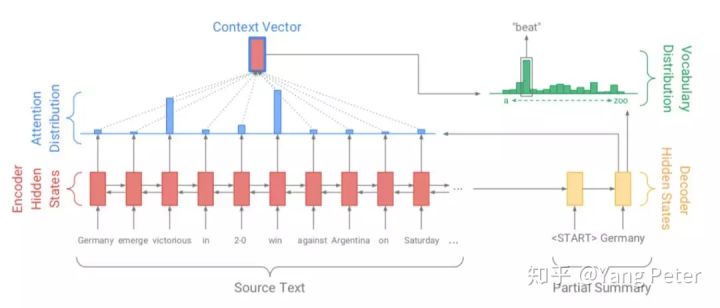 Context Vector
"beat"
Attention
Distribution
a
zoo
Vocabulary
Distribution
Encoder
Hidden
States
...
Decoder
Hidden States
Germany emerge victorious in 2-0 win against Argentina on Saturday ...
<START> Germany
Source Text
Partial Summary
知乎 @Yang Peter